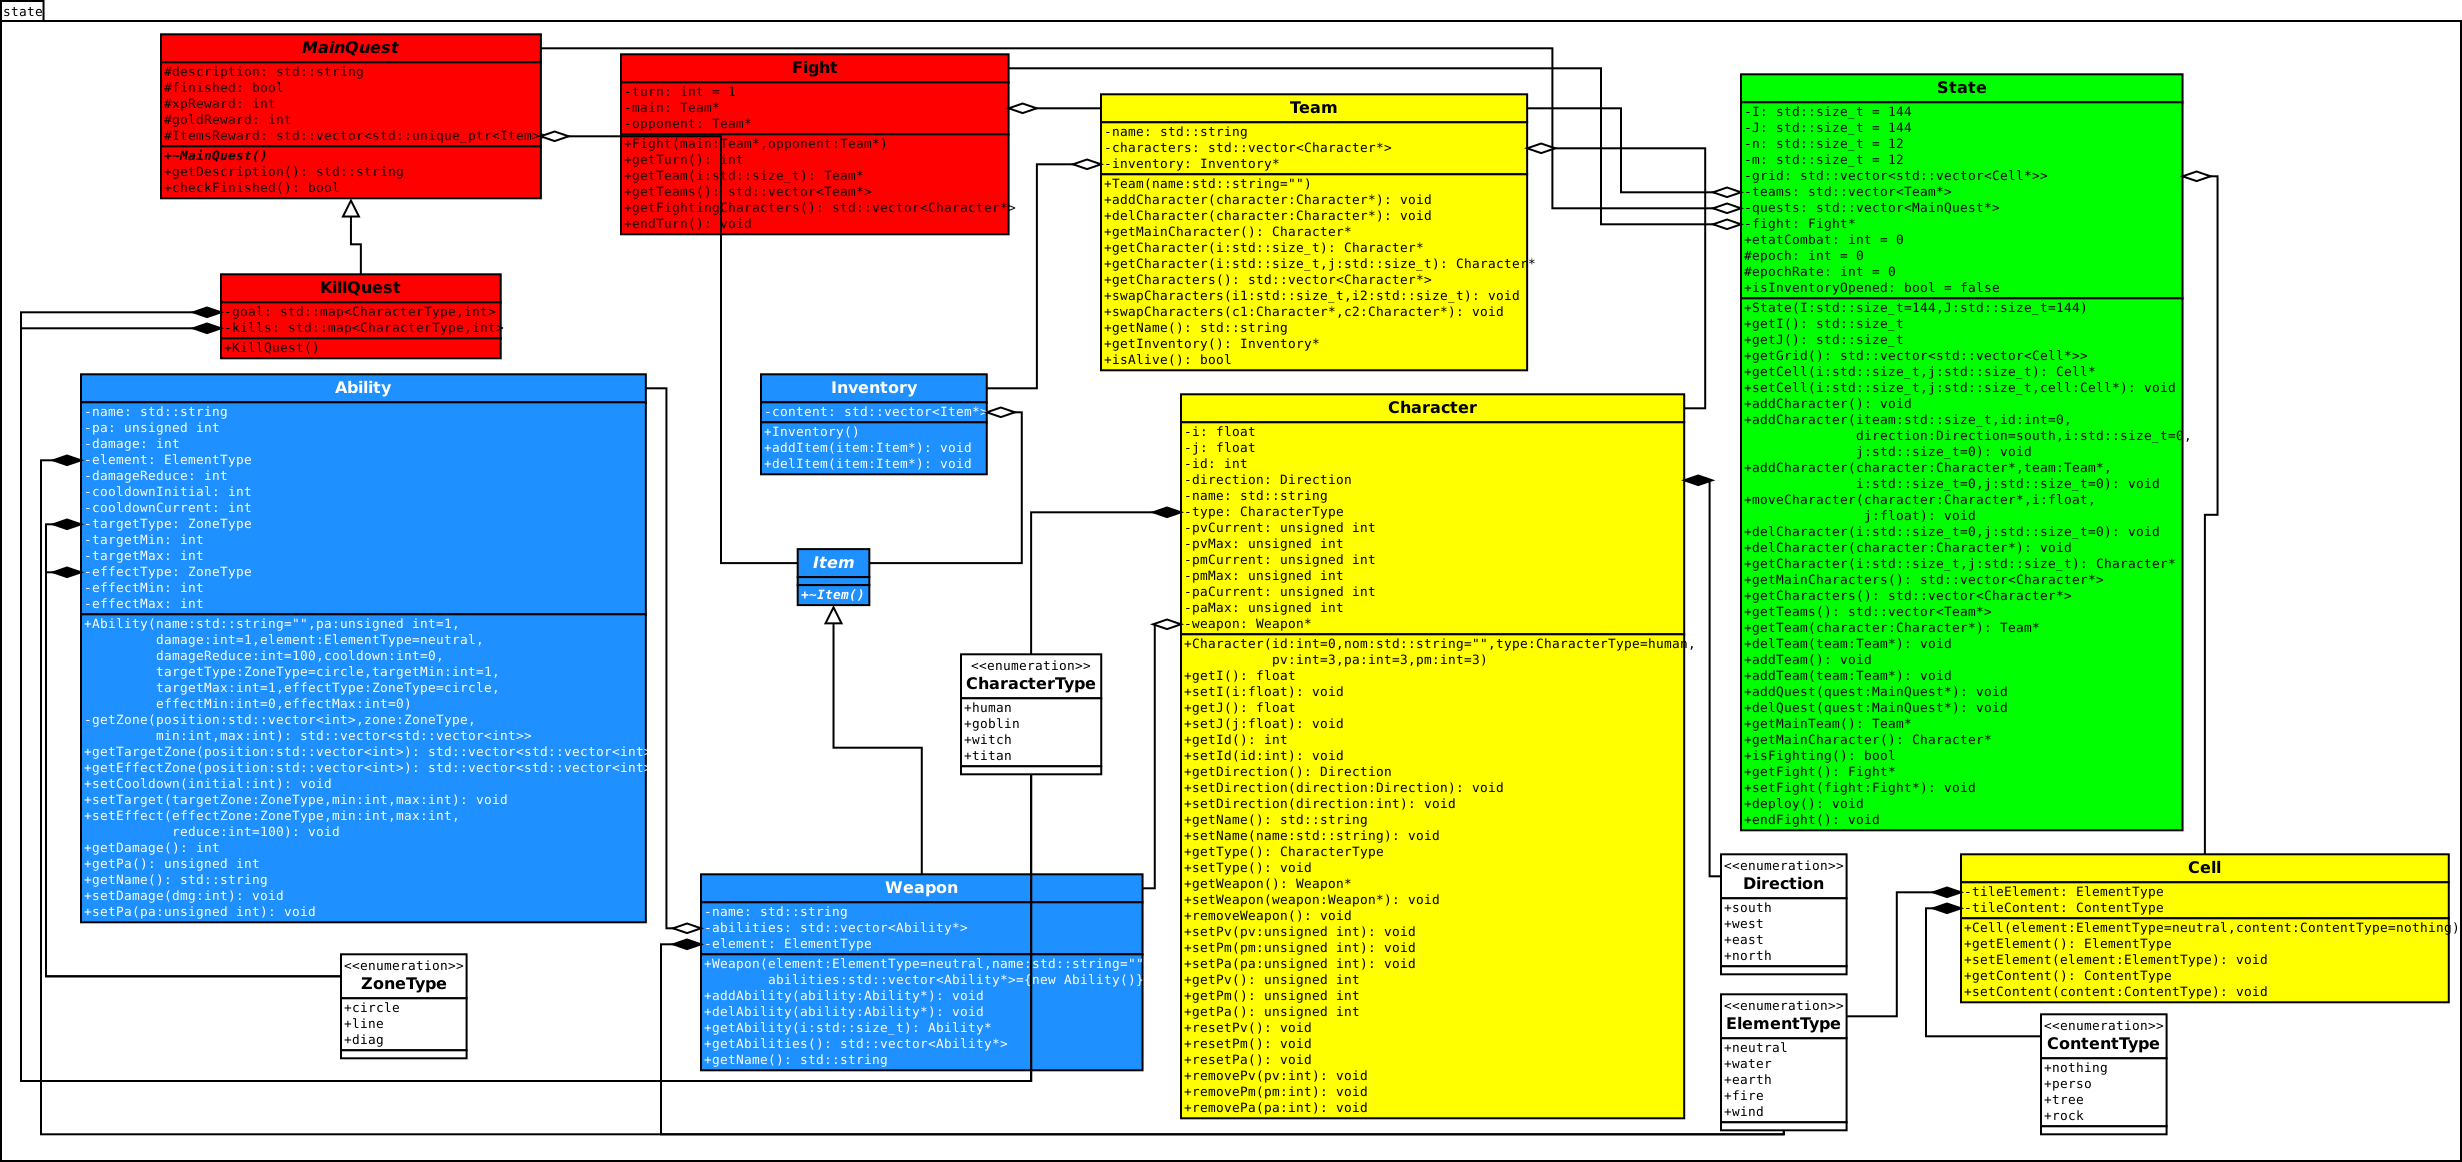 state
MainQuest
#description: std::string
#finished: bool
#xpReward: int
#goldReward: int
#ItemsReward: std::vector<std::unique_ptr<Item>
+~MainQuest()
+getDescription(): std::string
+checkFinished(): bool
Fight
-turn: int = 1
-main: Team*
-opponent: Team*
+Fight(main:Team*,opponent:Team*)
+getTurn(): int
+getTeam(i:std::size_t): Team*
+getTeams(): std::vector<Team*>
+getFightingCharacters(): std::vector<Character*>
+endTurn(): void
Team
-name: std::string
-characters: std::vector<Character*>
-inventory: Inventory*
+Team(name:std::string="")
+addCharacter(character:Character*): void
+delCharacter(character:Character*): void
+getMainCharacter(): Character*
+getCharacter(i:std::size_t): Character*
+getCharacter(i:std::size_t,j:std::size_t): Character*
+getCharacters(): std::vector<Character*>
+swapCharacters(i1:std::size_t,i2:std::size_t): void
+swapCharacters(c1:Character*,c2:Character*): void
+getName(): std::string
+getInventory(): Inventory*
+isAlive(): bool
State
-I: std::size_t = 144
-J: std::size_t = 144
-n: std::size_t = 12
-m: std::size_t = 12
-grid: std::vector<std::vector<Cell*>>
-teams: std::vector<Team*>
-quests: std::vector<MainQuest*>
-fight: Fight*
+etatCombat: int = 0
#epoch: int = 0
#epochRate: int = 0
+isInventoryOpened: bool = false
+State(I:std::size_t=144,J:std::size_t=144)
+getI(): std::size_t
+getJ(): std::size_t
+getGrid(): std::vector<std::vector<Cell*>>
+getCell(i:std::size_t,j:std::size_t): Cell*
+setCell(i:std::size_t,j:std::size_t,cell:Cell*): void
+addCharacter(): void
+addCharacter(iteam:std::size_t,id:int=0,
direction:Direction=south,i:std::size_t=0,
j:std::size_t=0): void
+addCharacter(character:Character*,team:Team*,
i:std::size_t=0,j:std::size_t=0): void
+moveCharacter(character:Character*,i:float,
j:float): void
+delCharacter(i:std::size_t=0,j:std::size_t=0): void
+delCharacter(character:Character*): void
+getCharacter(i:std::size_t,j:std::size_t): Character*
+getMainCharacters(): std::vector<Character*>
+getCharacters(): std::vector<Character*>
+getTeams(): std::vector<Team*>
+getTeam(character:Character*): Team*
+delTeam(team:Team*): void
+addTeam(): void
+addTeam(team:Team*): void
+addQuest(quest:MainQuest*): void
+delQuest(quest:MainQuest*): void
+getMainTeam(): Team*
+getMainCharacter(): Character*
+isFighting(): bool
+getFight(): Fight*
+setFight(fight:Fight*): void
+deploy(): void
+endFight(): void
KillQuest
-goal: std::map<CharacterType,int>
-kills: std::map<CharacterType,int>
+KillQuest()
Ability
-name: std::string
-pa: unsigned int
-damage: int
-element: ElementType
-damageReduce: int
-cooldownInitial: int
-cooldownCurrent: int
-targetType: ZoneType
-targetMin: int
-targetMax: int
-effectType: ZoneType
-effectMin: int
-effectMax: int
+Ability(name:std::string="",pa:unsigned int=1,
damage:int=1,element:ElementType=neutral,
damageReduce:int=100,cooldown:int=0,
targetType:ZoneType=circle,targetMin:int=1,
targetMax:int=1,effectType:ZoneType=circle,
effectMin:int=0,effectMax:int=0)
-getZone(position:std::vector<int>,zone:ZoneType,
min:int,max:int): std::vector<std::vector<int>>
+getTargetZone(position:std::vector<int>): std::vector<std::vector<int>
+getEffectZone(position:std::vector<int>): std::vector<std::vector<int>
+setCooldown(initial:int): void
+setTarget(targetZone:ZoneType,min:int,max:int): void
+setEffect(effectZone:ZoneType,min:int,max:int,
reduce:int=100): void
+getDamage(): int
+getPa(): unsigned int
+getName(): std::string
+setDamage(dmg:int): void
+setPa(pa:unsigned int): void
Inventory
-content: std::vector<Item*>
+Inventory()
+addItem(item:Item*): void
+delItem(item:Item*): void
Item
+~Item()
Character
-i: float
-j: float
-id: int
-direction: Direction
-name: std::string
-type: CharacterType
-pvCurrent: unsigned int
-pvMax: unsigned int
-pmCurrent: unsigned int
-pmMax: unsigned int
-paCurrent: unsigned int
-paMax: unsigned int
-weapon: Weapon*
+Character(id:int=0,nom:std::string="",type:CharacterType=human,
pv:int=3,pa:int=3,pm:int=3)
+getI(): float
+setI(i:float): void
+getJ(): float
+setJ(j:float): void
+getId(): int
+setId(id:int): void
+getDirection(): Direction
+setDirection(direction:Direction): void
+setDirection(direction:int): void
+getName(): std::string
+setName(name:std::string): void
+getType(): CharacterType
+setType(): void
+getWeapon(): Weapon*
+setWeapon(weapon:Weapon*): void
+removeWeapon(): void
+setPv(pv:unsigned int): void
+setPm(pm:unsigned int): void
+setPa(pa:unsigned int): void
+getPv(): unsigned int
+getPm(): unsigned int
+getPa(): unsigned int
+resetPv(): void
+resetPm(): void
+resetPa(): void
+removePv(pv:int): void
+removePm(pm:int): void
+removePa(pa:int): void
<<enumeration>>
CharacterType
+human
+goblin
+witch
+titan
Weapon
-name: std::string
-abilities: std::vector<Ability*>
-element: ElementType
+Weapon(element:ElementType=neutral,name:std::string=""
abilities:std::vector<Ability*>={new Ability()}
+addAbility(ability:Ability*): void
+delAbility(ability:Ability*): void
+getAbility(i:std::size_t): Ability*
+getAbilities(): std::vector<Ability*>
+getName(): std::string
<<enumeration>>
ZoneType
+circle
+line
+diag
<<enumeration>>
Direction
+south
+west
+east
+north
Cell
-tileElement: ElementType
-tileContent: ContentType
+Cell(element:ElementType=neutral,content:ContentType=nothing)
+getElement(): ElementType
+setElement(element:ElementType): void
+getContent(): ContentType
+setContent(content:ContentType): void
<<enumeration>>
ElementType
+neutral
+water
+earth
+fire
+wind
<<enumeration>>
ContentType
+nothing
+perso
+tree
+rock